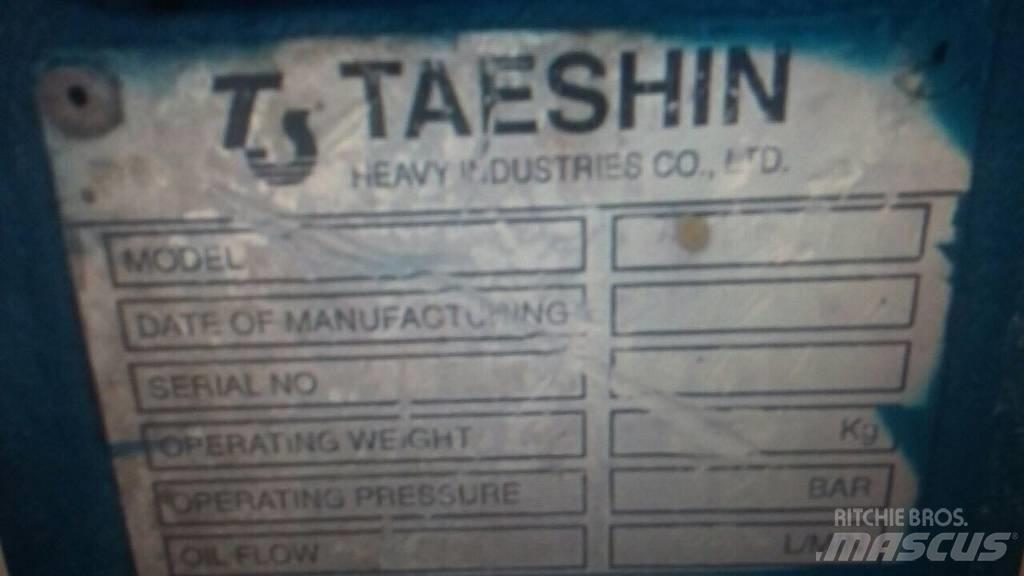 TS TAESHIN
HEAVY INDUSTRIES CO., LTD.
MODEL
DATE OF MANUFACTURING
SERIAL NO
OPERATING WEIGHT Kg
OPERATING PRESSURE BAR
OIL FLOW
RITCHIE BROS.
MASCUS